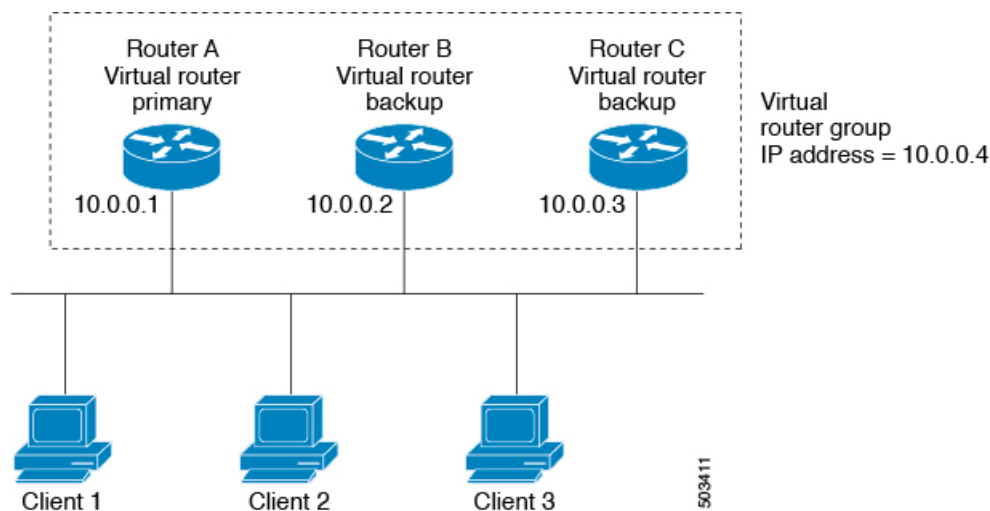 Router A
Virtual router
primary
Router B
Virtual router
backup
Router C
Virtual router
backup
Virtual
router group
IP address = 10.0.0.4
10.0.0.1
10.0.0.2
10.0.0.3
Client 1
Client 2
Client 3
503411